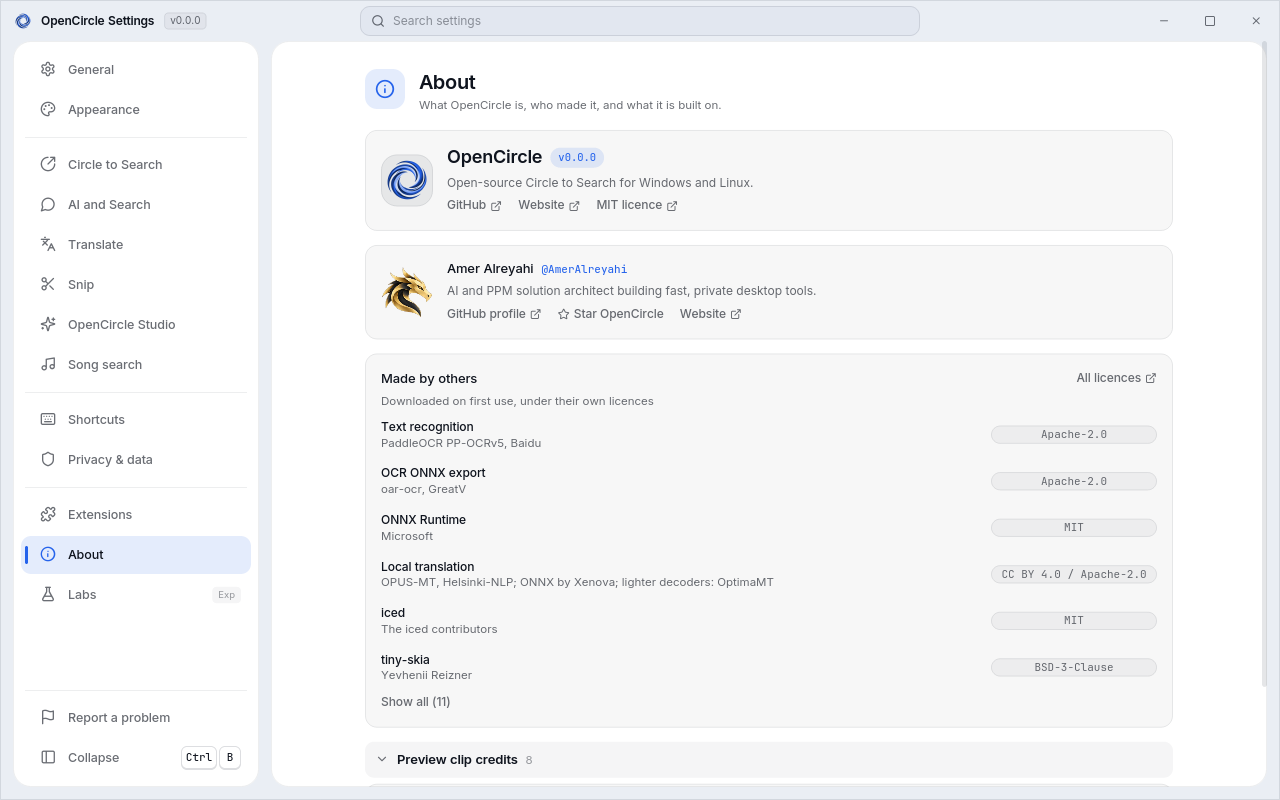 OpenCircle Settings v0.0.0
Search settings
General
Appearance
Circle to Search
AI and Search
Translate
Snip
OpenCircle Studio
Song search
Shortcuts
Privacy & data
Extensions
About
Labs Exp
Report a problem
Collapse Ctrl B
About
What OpenCircle is, who made it, and what it is built on.
OpenCircle v0.0.0
Open-source Circle to Search for Windows and Linux.
GitHub Website MIT licence
Amer Alreyahi @AmerAlreyahi
AI and PPM solution architect building fast, private desktop tools.
GitHub profile Star OpenCircle Website
Made by others All licences
Downloaded on first use, under their own licences
Text recognition
PaddleOCR PP-OCRv5, Baidu
Apache-2.0
OCR ONNX export
oar-ocr, GreatV
Apache-2.0
ONNX Runtime
Microsoft
MIT
Local translation
OPUS-MT, Helsinki-NLP; ONNX by Xenova; lighter decoders: OptimaMT
CC BY 4.0 / Apache-2.0
iced
The iced contributors
MIT
tiny-skia
Yevhenii Reizner
BSD-3-Clause
Show all (11)
Preview clip credits 8